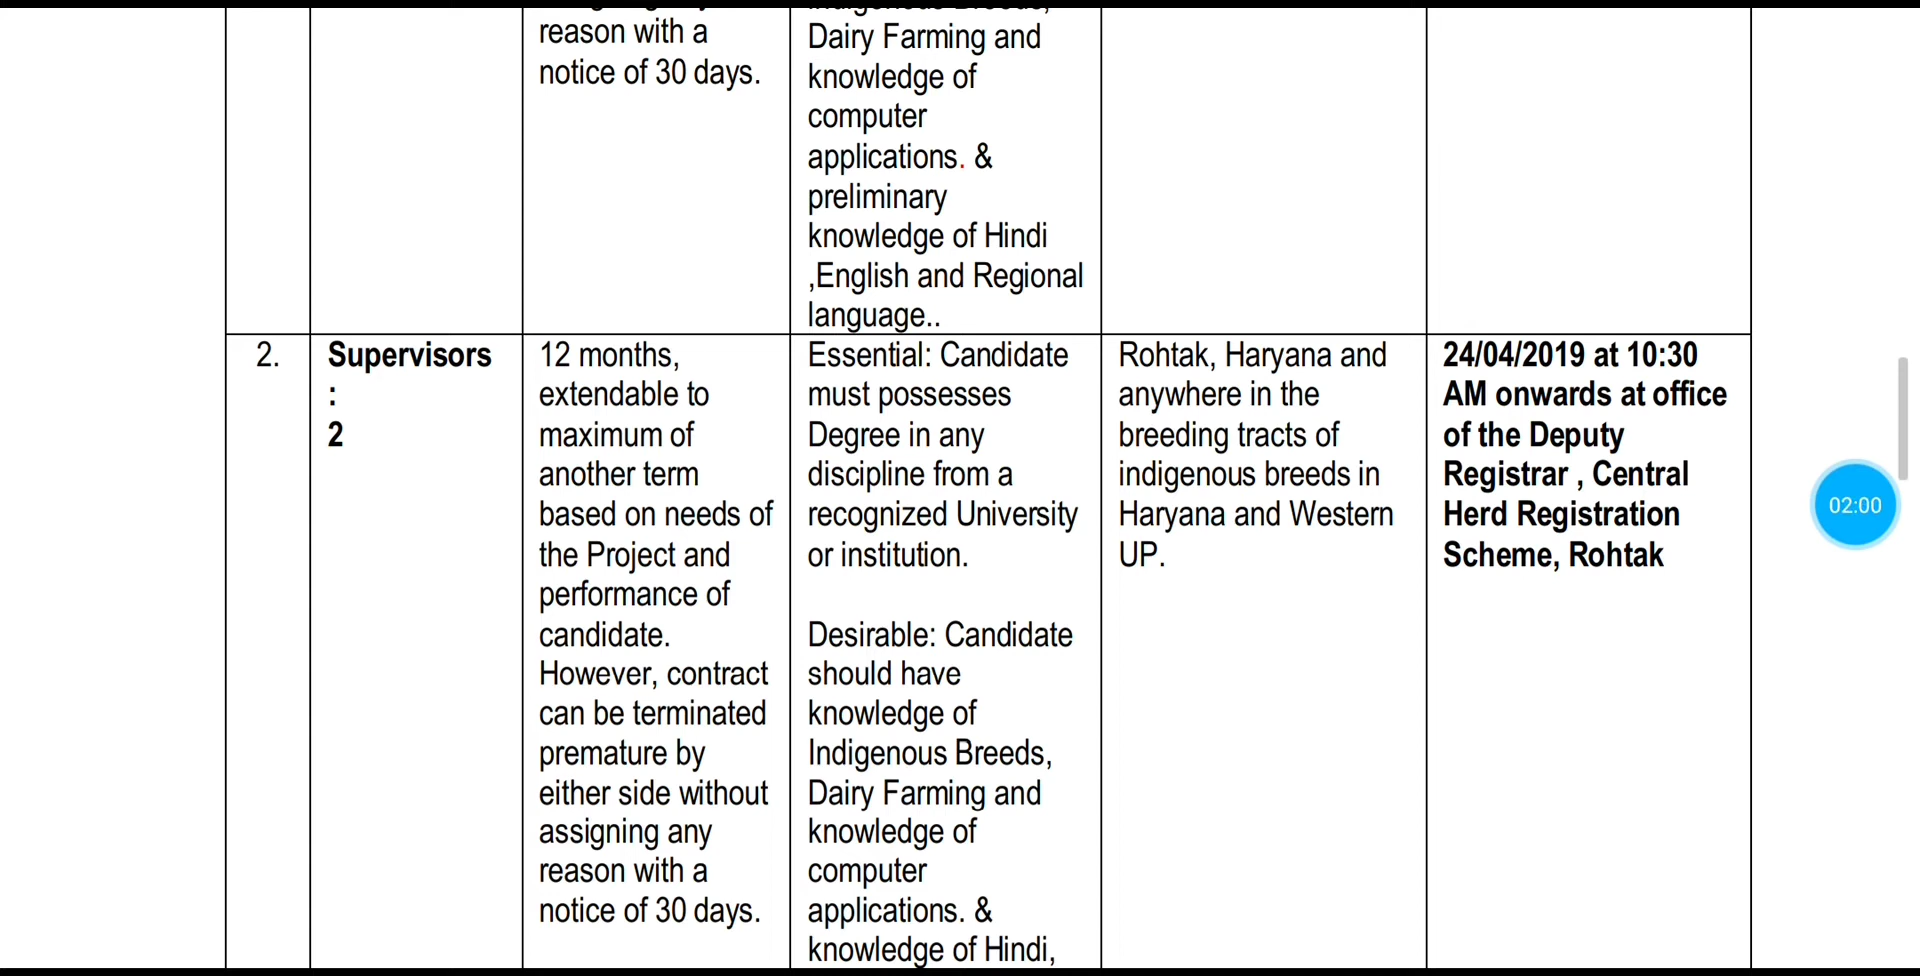 reason with a
notice of 30 days.
Dairy Farming and
knowledge of
computer
applications. &
preliminary
knowledge of Hindi
,English and Regional
language..
2.
Supervisors
:
2
12 months,
extendable to
maximum of
another term
based on needs of
the Project and
performance of
candidate.
However, contract
can be terminated
premature by
either side without
assigning any
reason with a
notice of 30 days.
Essential: Candidate
must possesses
Degree in any
discipline from a
recognized University
or institution.
Desirable: Candidate
should have
knowledge of
Indigenous Breeds,
Dairy Farming and
knowledge of
computer
applications. &
knowledge of Hindi,
Rohtak, Haryana and
anywhere in the
breeding tracts of
indigenous breeds in
Haryana and Western
UP.
24/04/2019 at 10:30
AM onwards at office
of the Deputy
Registrar , Central
Herd Registration
Scheme, Rohtak
02:00